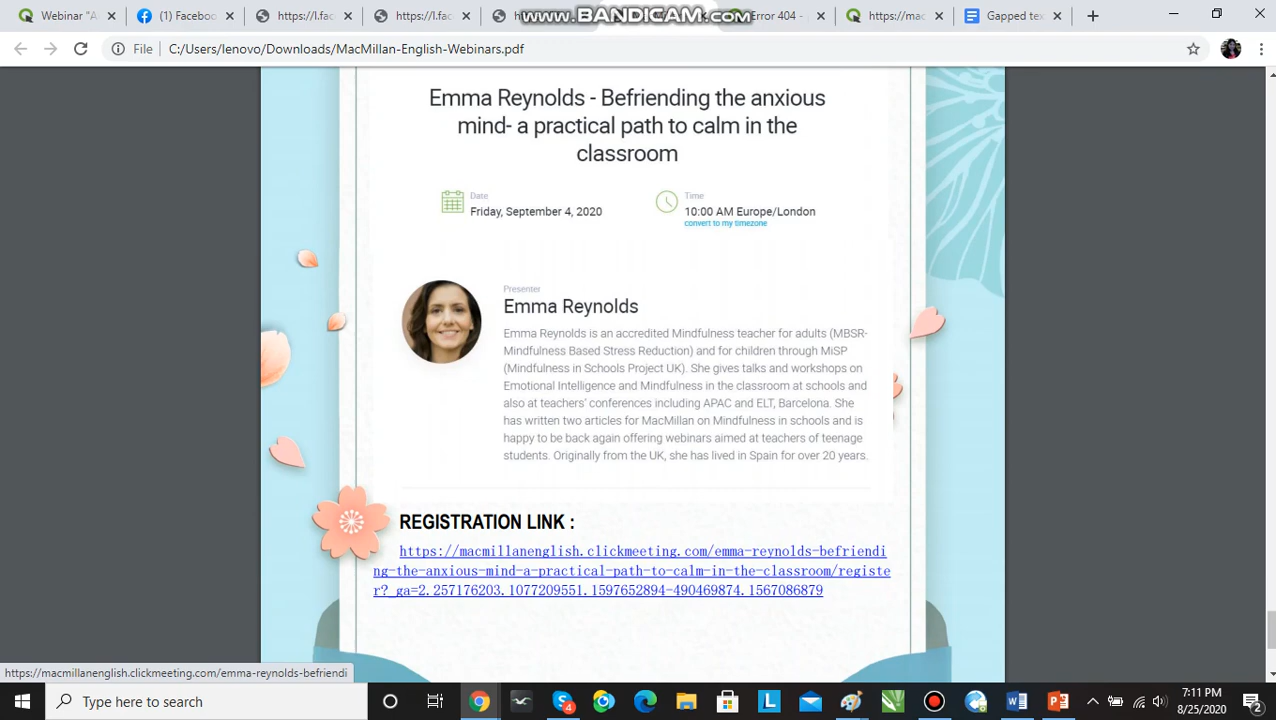 Webinar "A
(1) Facebo
https://l.fac
https://l.fac
WWW.BANDICAM.COM
Error 404 -
https://mac
Gapped tex
File
C:/Users/lenovo/Downloads/MacMillan-English-Webinars.pdf
Emma Reynolds - Befriending the anxious
mind- a practical path to calm in the
classroom
Date
Friday, September 4, 2020
Time
10:00 AM Europe/London
convert to my timezone
Presenter
Emma Reynolds
Emma Reynolds is an accredited Mindfulness teacher for adults (MBSR-
Mindfulness Based Stress Reduction) and for children through MiSP
(Mindfulness in Schools Project UK). She gives talks and workshops on
Emotional Intelligence and Mindfulness in the classroom at schools and
also at teachers' conferences including APAC and ELT, Barcelona. She
has written two articles for MacMillan on Mindfulness in schools and is
happy to be back again offering webinars aimed at teachers of teenage
students. Originally from the UK, she has lived in Spain for over 20 years.
REGISTRATION LINK :
https://macmillanenglish.clickmeeting.com/emma-reynolds-befriendi
ng-the-anxious-mind-a-practical-path-to-calm-in-the-classroom/registe
r?_ga=2.257176203.1077209551.1597652894-490469874.1567086879
https://macmillanenglish.clickmeeting.com/emma-reynolds-befriendi
Type here to search
4
7:11 PM
8/25/2020
2